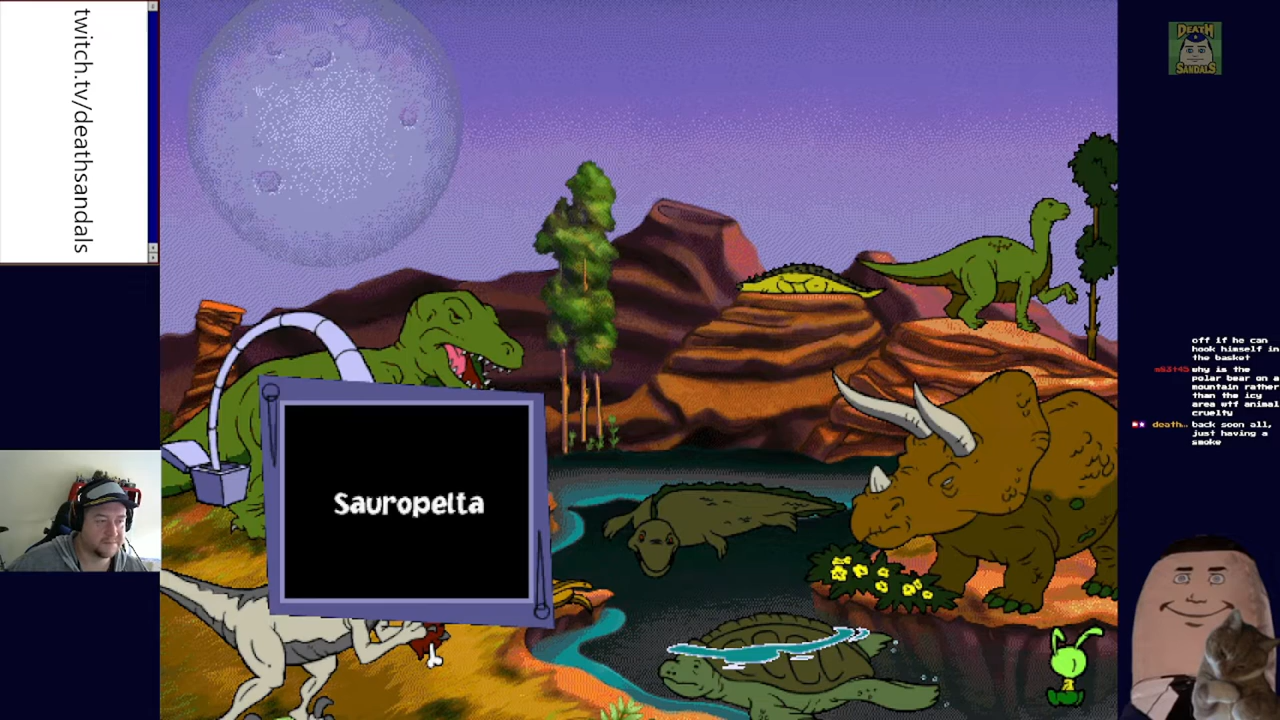 twitch.tv/deathsandals
DEATH
SANDALS
off if he can
hook himself in
the basket
why is the
polar bear on a
mountain rather
than the icy
area wtf animal
cruelty
death.. back soon all,
just having a
smoke
Sauropelta